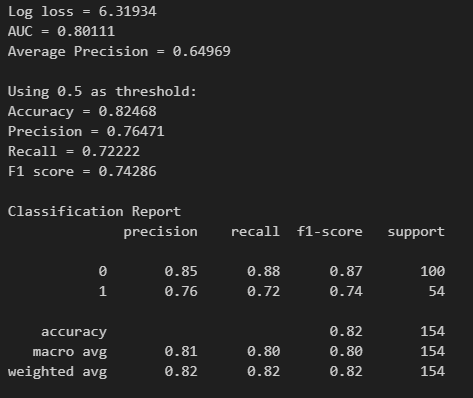 Log loss = 6.31934
AUC = 0.80111
Average Precision = 0.64969
Using 0.5 as threshold:
Accuracy = 0.82468
Precision = 0.76471
Recall = 0.72222
F1 score = 0.74286
Classification Report
precision recall f1-score support
0 0.85 0.88 0.87 100
1 0.76 0.72 0.74 54
accuracy 0.82 154
macro avg 0.81 0.80 0.80 154
weighted avg 0.82 0.82 0.82 154